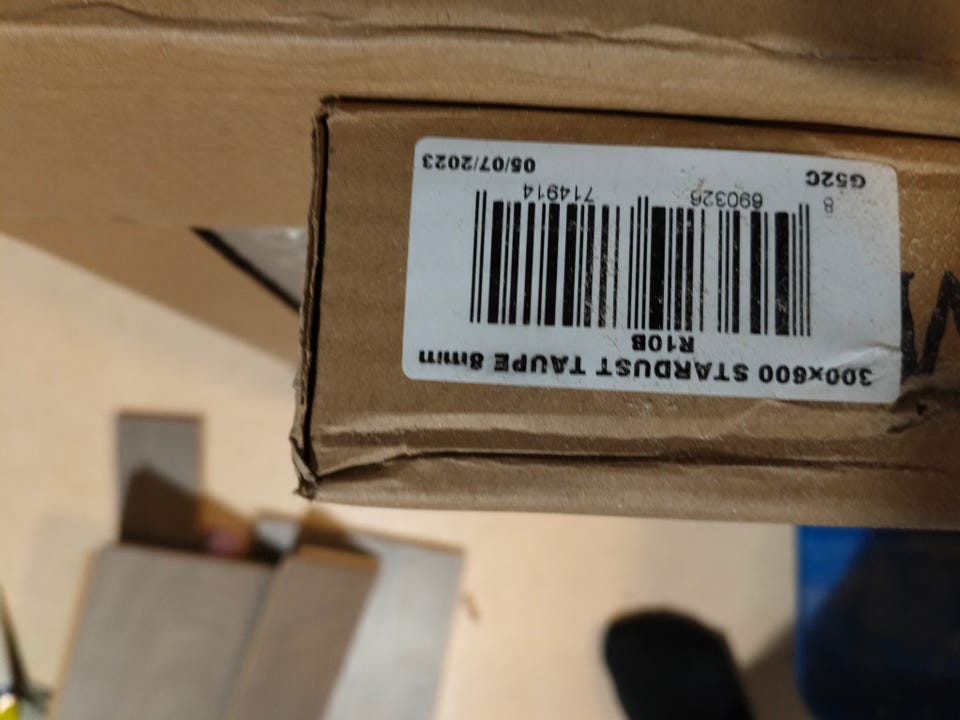 300x600 STARDUST TAUPE 8mm
R10B
8 690326 714914
G52C 05/07/2023